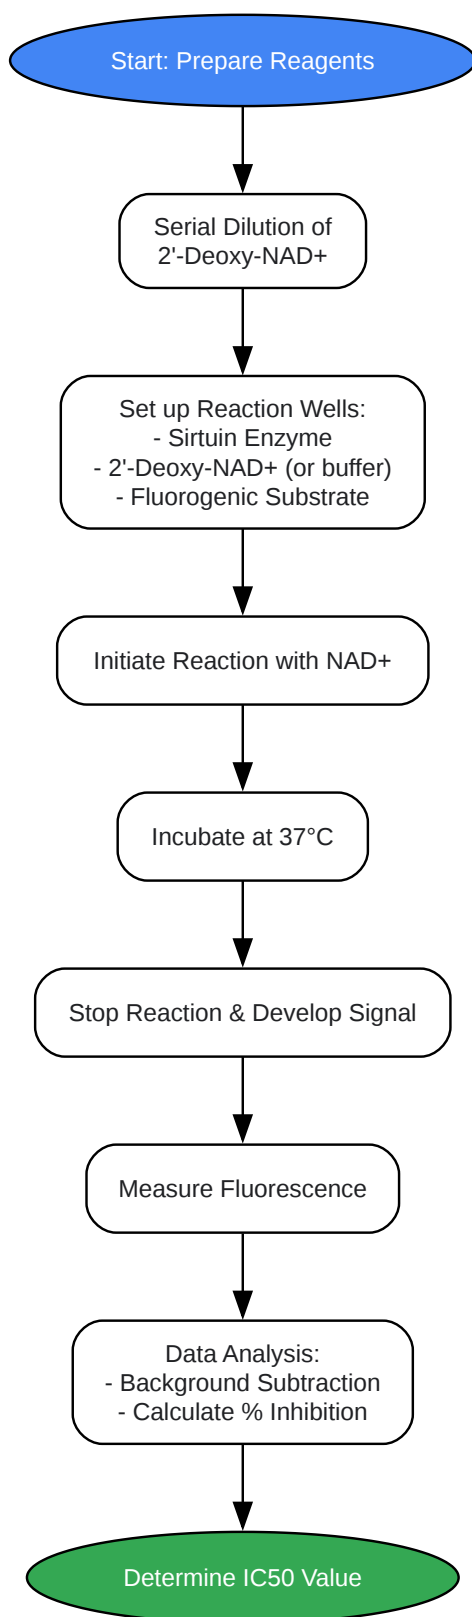 Start: Prepare Reagents
Serial Dilution of
2'-Deoxy-NAD+
Set up Reaction Wells:
- Sirtuin Enzyme
- 2'-Deoxy-NAD+ (or buffer)
- Fluorogenic Substrate
Initiate Reaction with NAD+
Incubate at 37°C
Stop Reaction & Develop Signal
Measure Fluorescence
Data Analysis:
- Background Subtraction
- Calculate % Inhibition
Determine IC50 Value